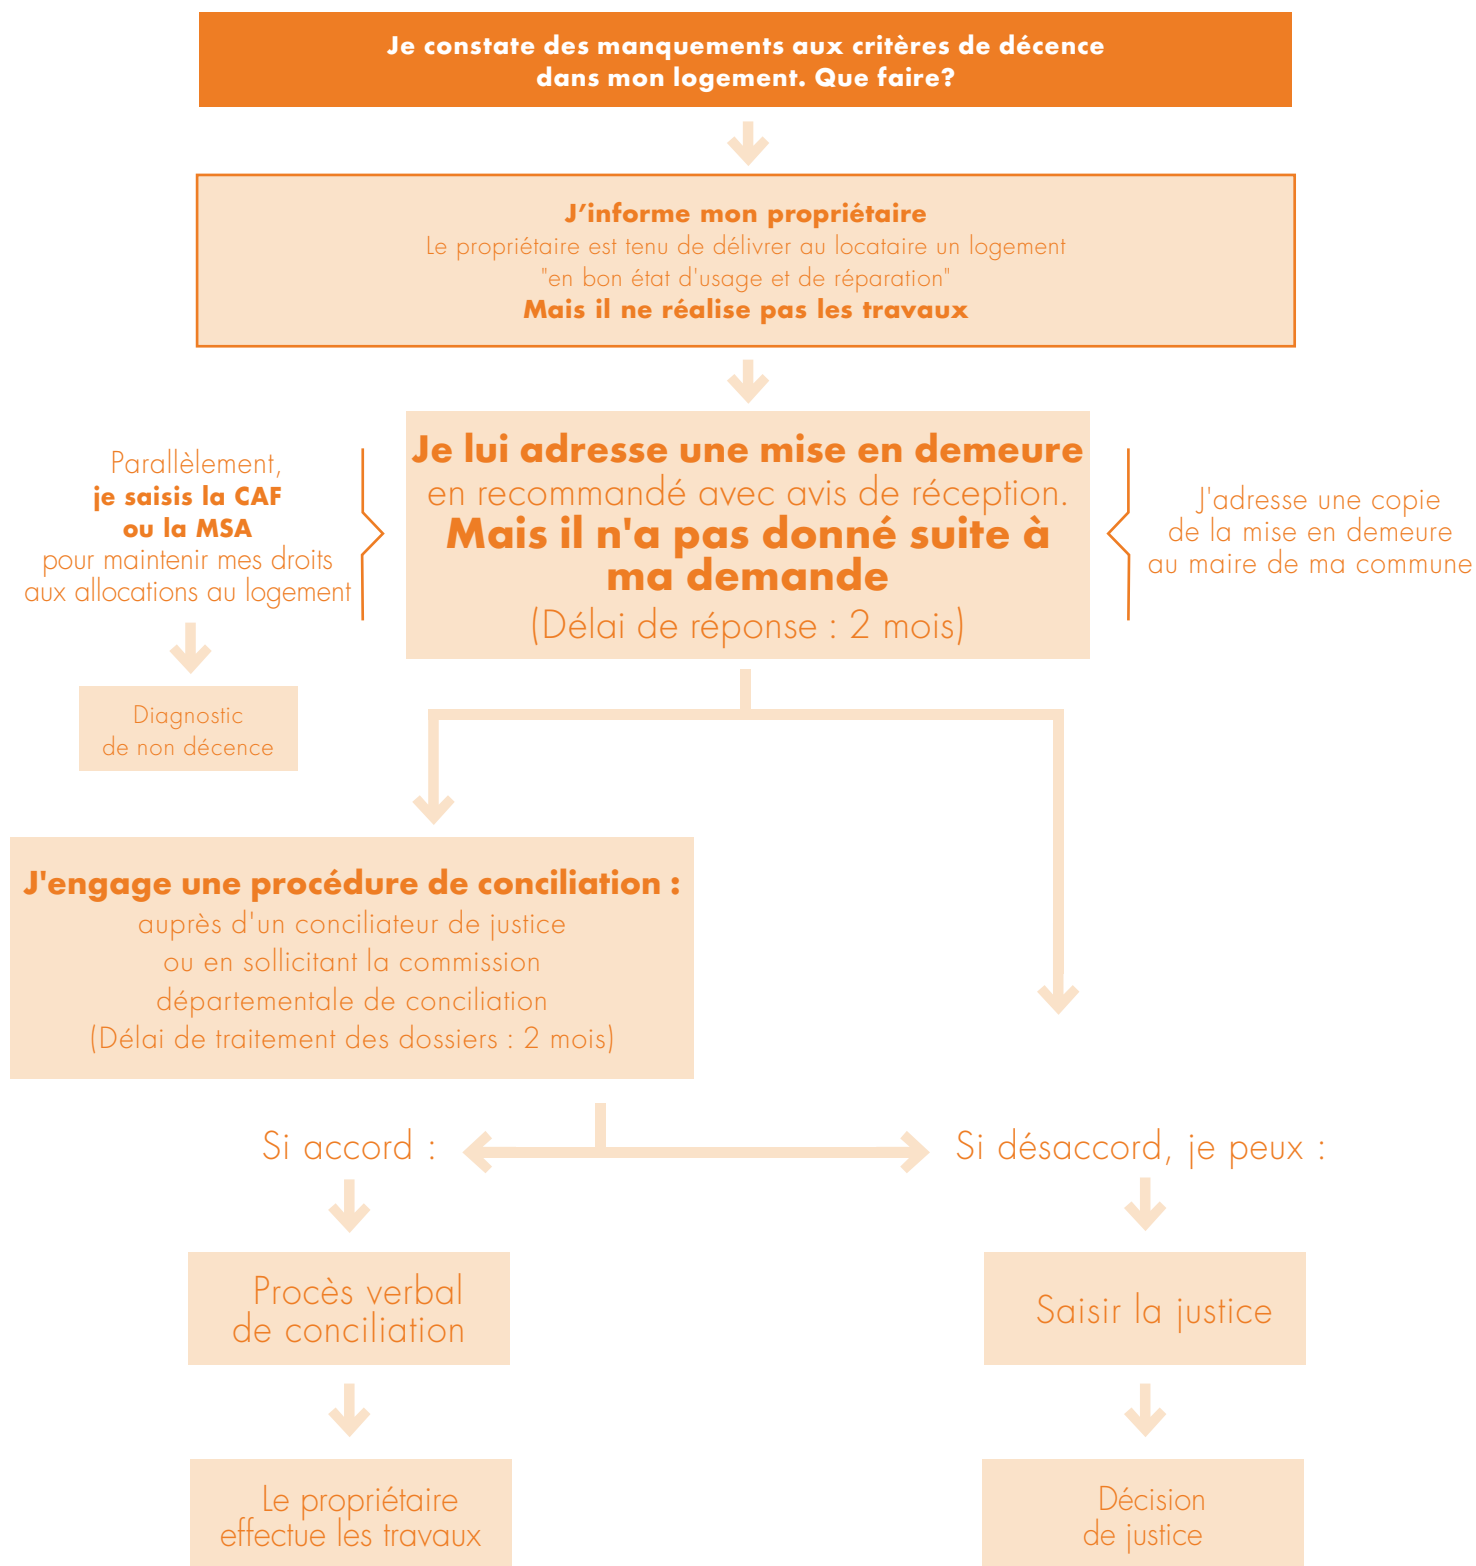 Je constate des manquements aux critères de décence
dans mon logement. Que faire?
J’informe mon propriétaire
Le propriétaire est tenu de délivrer au locataire un logement
"en bon état d'usage et de réparation"
Mais il ne réalise pas les travaux
Parallèlement,
je saisis la CAF
ou la MSA
pour maintenir mes droits
aux allocations au logement
Je lui adresse une mise en demeure
en recommandé avec avis de réception.
Mais il n'a pas donné suite à
ma demande
(Délai de réponse : 2 mois)
J'adresse une copie
de la mise en demeure
au maire de ma commune
Diagnostic
de non décence
J'engage une procédure de conciliation :
auprès d'un conciliateur de justice
ou en sollicitant la commission
départementale de conciliation
(Délai de traitement des dossiers : 2 mois)
Si accord :
Si désaccord, je peux :
Procès verbal
de conciliation
Saisir la justice
Le propriétaire
effectue les travaux
Décision
de justice